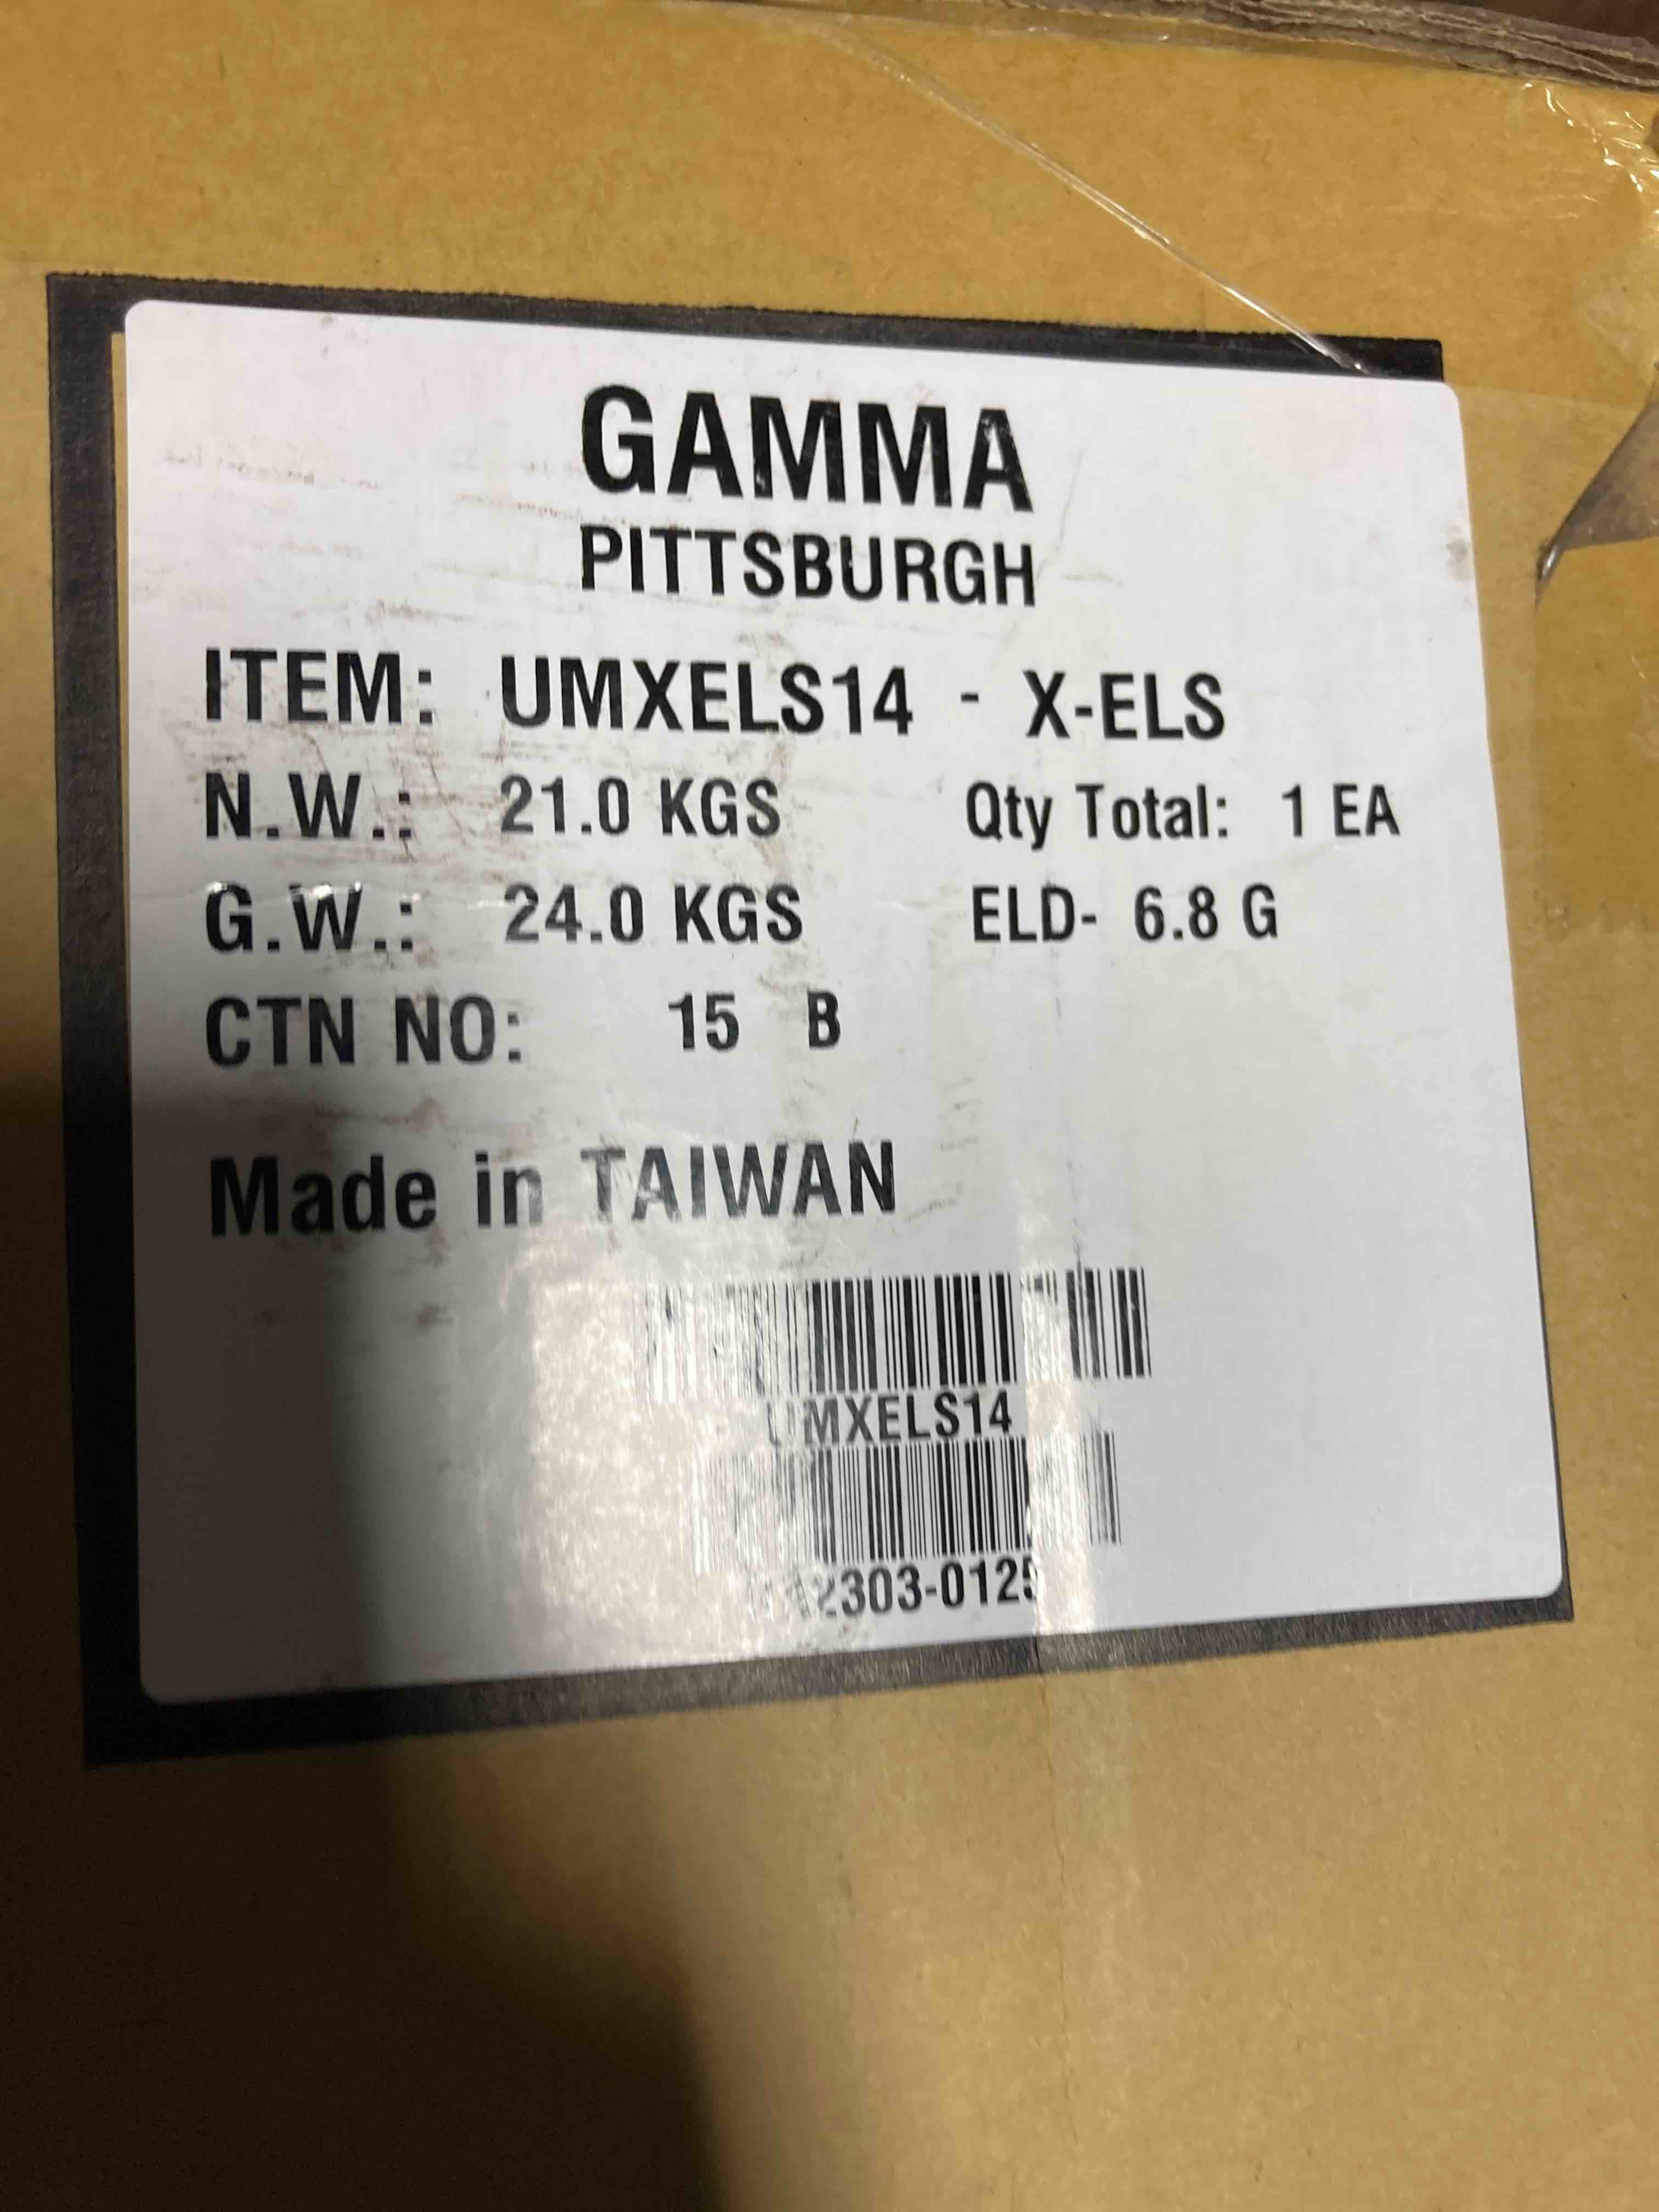 GAMMA
PITTSBURGH
ITEM: UMXELS14 - X-ELS
N.W.: 21.0 KGS Qty Total: 1 EA
G.W.: 24.0 KGS ELD- 6.8 G
CTN NO: 15 B
Made in TAIWAN
UMXELS14